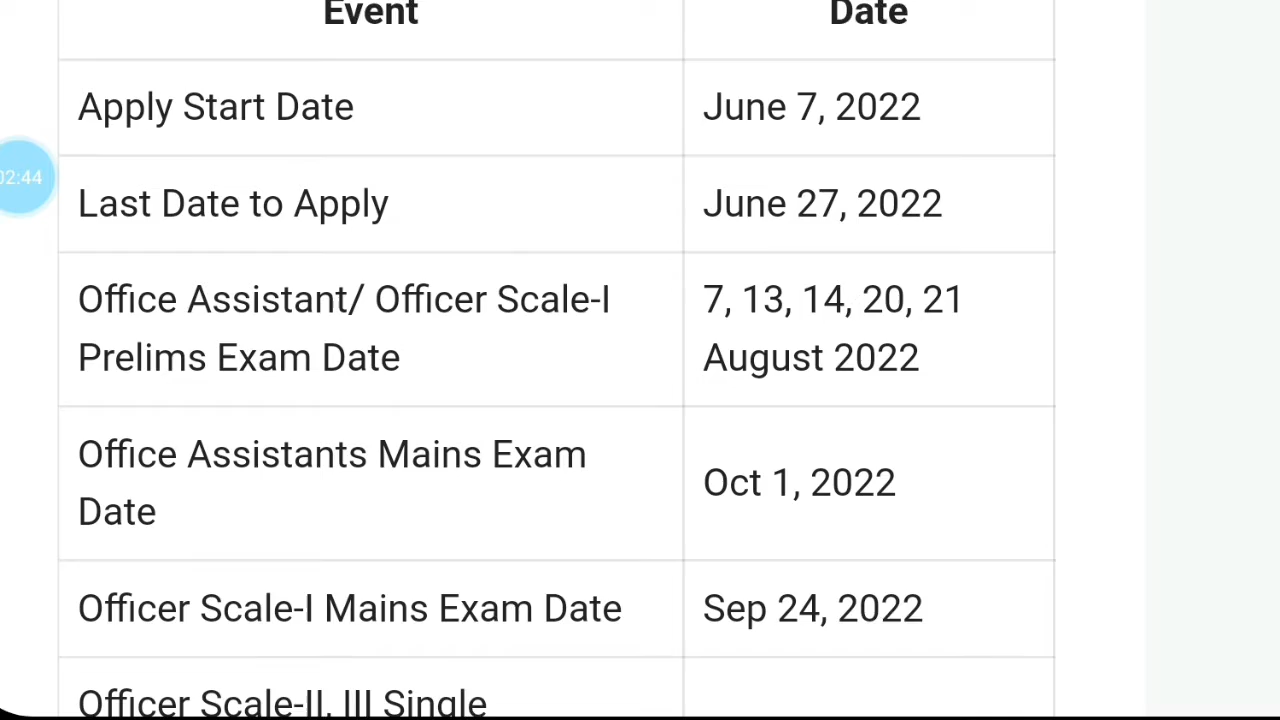 Event Date
Apply Start Date June 7, 2022
02:44
Last Date to Apply June 27, 2022
Office Assistant/ Officer Scale-I 7, 13, 14, 20, 21
Prelims Exam Date August 2022
Office Assistants Mains Exam
Date
Oct 1, 2022
Officer Scale-I Mains Exam Date Sep 24, 2022
Officer Scale-II, III Single